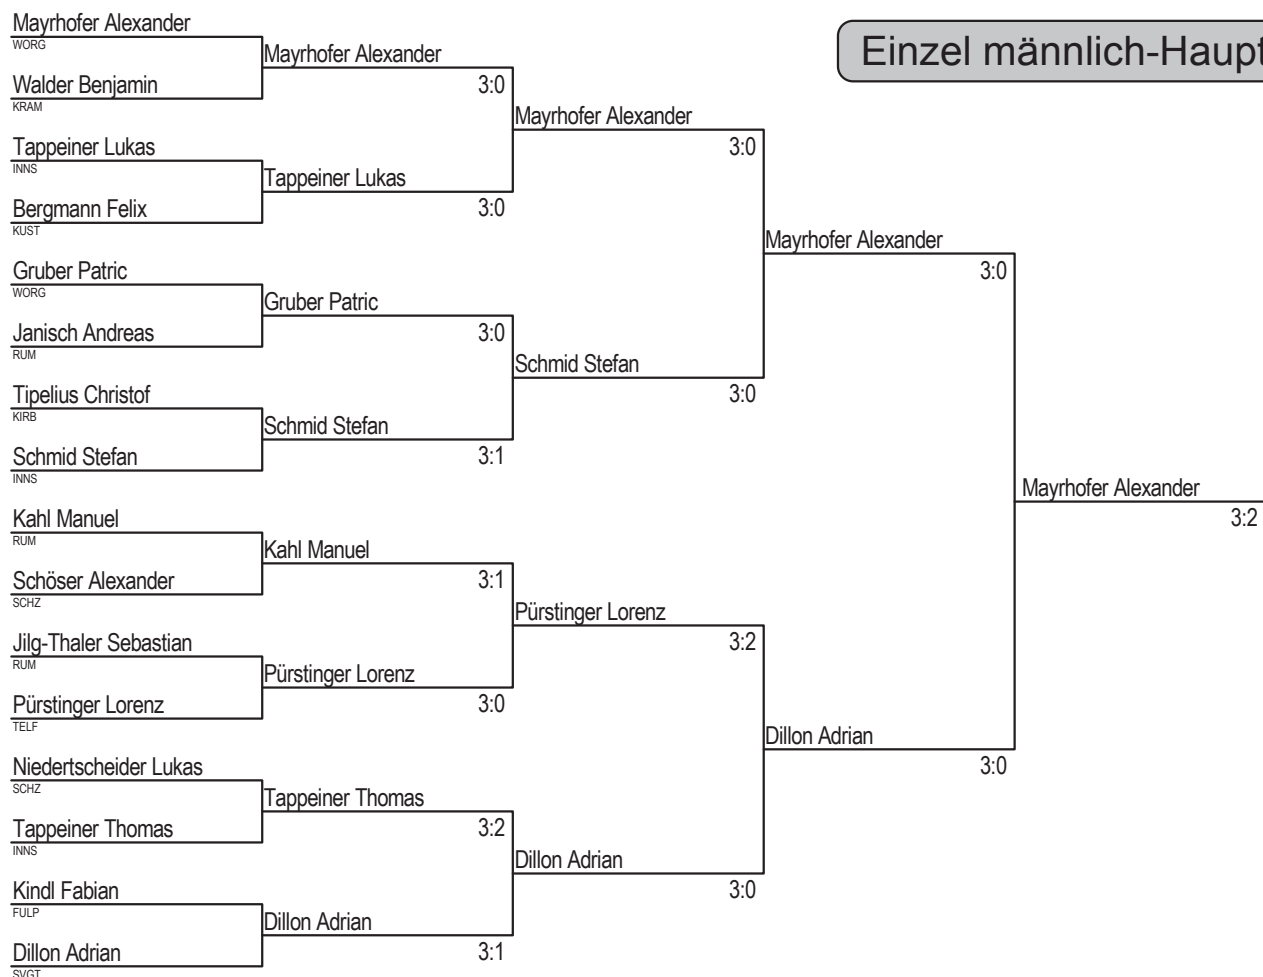 Mayrhofer Alexander
WORG
Walder Benjamin
KRAM
Tappeiner Lukas
INNS
Bergmann Felix
KUST
Gruber Patric
WORG
Janisch Andreas
RUM
Tipelius Christof
KIRB
Schmid Stefan
INNS
Kahl Manuel
RUM
Schöser Alexander
SCHZ
Jilg-Thaler Sebastian
RUM
Pürstinger Lorenz
TELF
Niedertscheider Lukas
SCHZ
Tappeiner Thomas
INNS
Kindl Fabian
FULP
Dillon Adrian
SVGT
Mayrhofer Alexander
3:0
Tappeiner Lukas
3:0
Gruber Patric
3:0
Schmid Stefan
3:1
Kahl Manuel
3:1
Pürstinger Lorenz
3:0
Tappeiner Thomas
3:2
Dillon Adrian
3:1
Mayrhofer Alexander
3:0
Schmid Stefan
3:0
Pürstinger Lorenz
3:2
Dillon Adrian
3:0
Mayrhofer Alexander
3:0
Dillon Adrian
3:0
Mayrhofer Alexander
3:2
Einzel männlich-Haupt